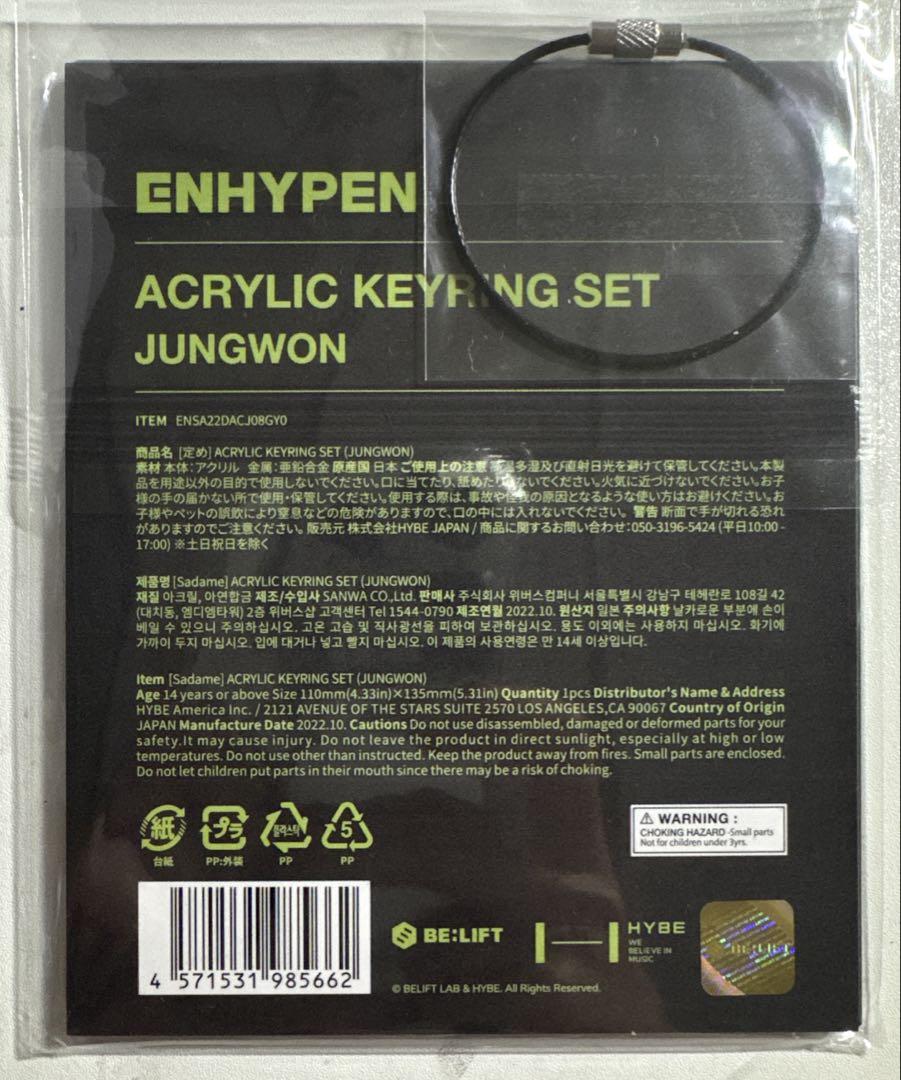 ENHYPEN
ACRYLIC KEYRING SET
JUNGWON
ITEM ENSA22DACJ08GY0
商品名 [定め] ACRYLIC KEYRING SET (JUNGWON)
素材 本体：アクリル 金属：亜鉛合金 原産国 日本 ご使用上の注意 多湿及び直射日光を避けて保管してください。本製
品を用途以外の目的で使用しないでください。口に当てたり、舐めたりしないでください。火気に近づけないでください。お子
様の手の届かない所で使用・保管してください。使用する際は、事故や怪我の原因となるような使い方はお避けください。お
子様やペットの誤飲により窒息などの危険がありますので、口の中には入れないでください。 警告 断面で手が切れる恐れ
がありますのでご注意ください。 販売元 株式会社HYBE JAPAN / 商品に関するお問い合わせ：050-3196-5424 (平日10:00 -
17:00) ※土日祝日を除く
제품명 [Sadame] ACRYLIC KEYRING SET (JUNGWON)
재질 아크릴, 아연합금 제조/수입사 SANWA CO.,Ltd. 판매사 주식회사 위버스컴퍼니 서울특별시 강남구 테헤란로 108길 42
(대치동, 엠디엠타워) 2층 위버스샵 고객센터 Tel 1544-0790 제조연월 2022.10. 원산지 일본 주의사항 날카로운 부분에 손이
베일 수 있으니 주의하십시오. 고온 고습 및 직사광선을 피하여 보관하십시오. 용도 이외에는 사용하지 마십시오. 화기에
가까이 두지 마십시오. 입에 대거나 넣고 빨지 마십시오. 이 제품의 사용연령은 만 14세 이상입니다.
Item [Sadame] ACRYLIC KEYRING SET (JUNGWON)
Age 14 years or above Size 110mm(4.33in)×135mm(5.31in) Quantity 1pcs Distributor's Name & Address
HYBE America Inc. / 2121 AVENUE OF THE STARS SUITE 2570 LOS ANGELES,CA 90067 Country of Origin
JAPAN Manufacture Date 2022.10. Cautions Do not use disassembled, damaged or deformed parts for your
safety.It may cause injury. Do not leave the product in direct sunlight, especially at high or low
temperatures. Do not use other than instructed. Keep the product away from fires. Small parts are enclosed.
Do not let children put parts in their mouth since there may be a risk of choking.
紙 プラ 플라스틱 5
台紙 PP:外装 PP PP
WARNING :
CHOKING HAZARD -Small parts
Not for children under 3yrs.
4 571531 985662
BE:LIFT
HYBE
WE
BELIEVE IN
MUSIC
BE:LIFT
© BELIFT LAB & HYBE. All Rights Reserved.